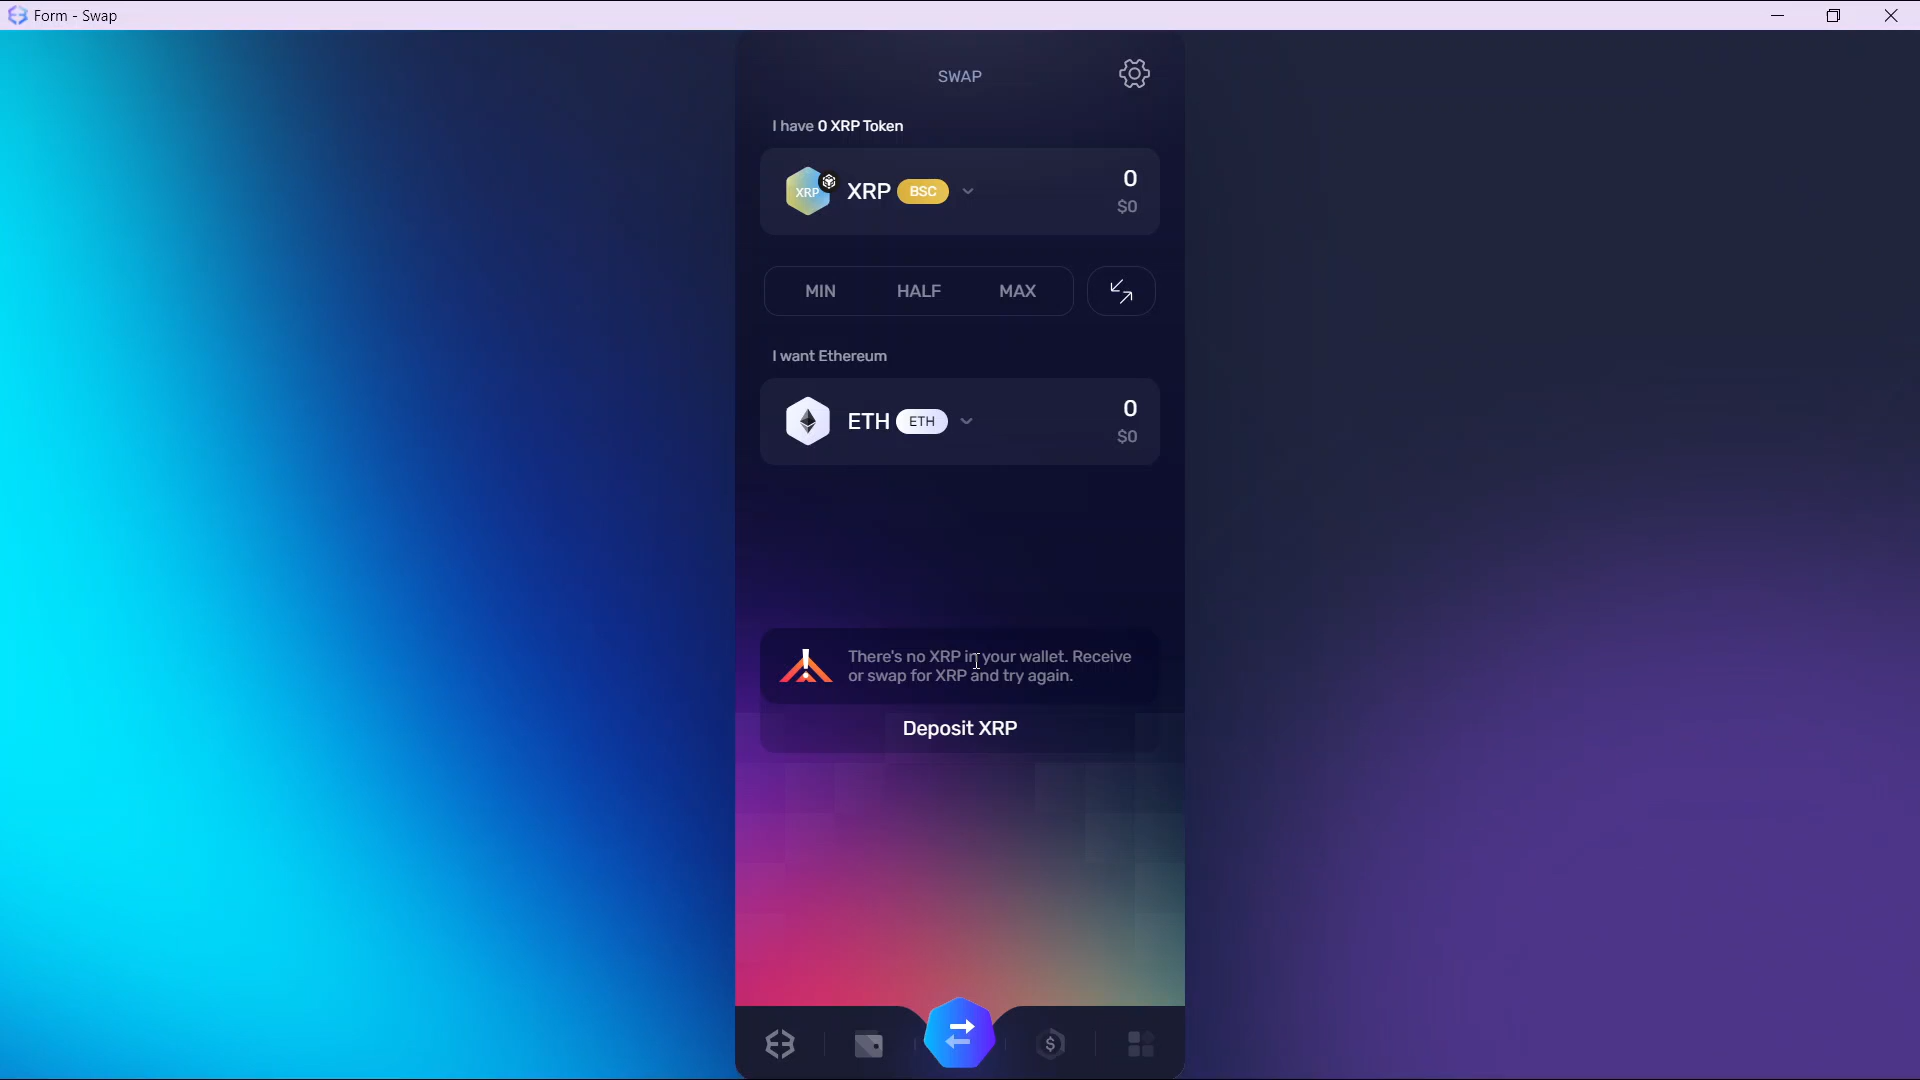 Form - Swap
SWAP
I have 0 XRP Token
XRP
XRP BSC
0
$0
MIN HALF MAX
I want Ethereum
ETH ETH
0
$0
There's no XRP in your wallet. Receive
or swap for XRP and try again.
Deposit XRP
$